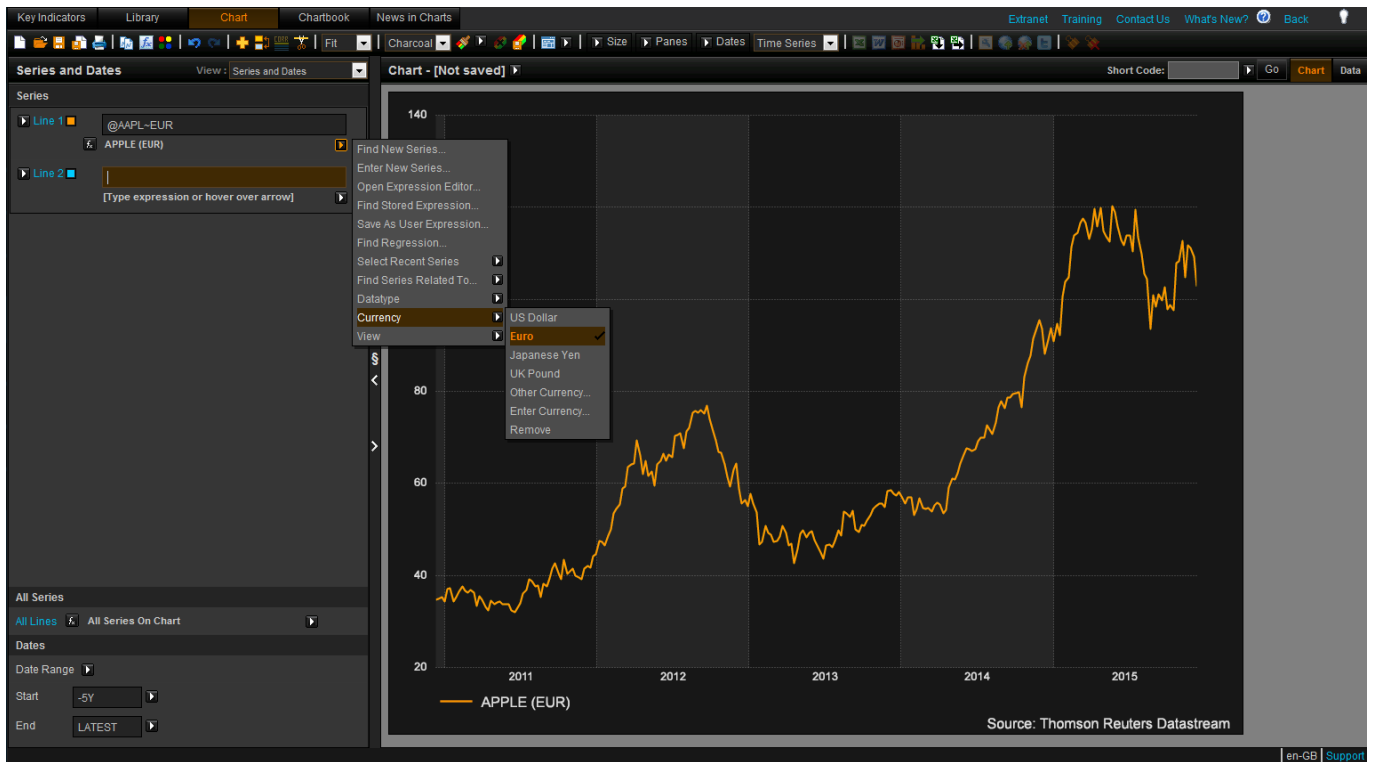 Key Indicators Library Chart Chartbook News in Charts Extranet Training Contact Us What's New? Back
Fit Charcoal Size Panes Dates Time Series
Series and Dates View : Series and Dates Chart - [Not saved] Short Code: Go Chart Data
Series
Line 1 @AAPL~EUR
APPLE (EUR)
Line 2
[Type expression or hover over arrow]
Find New Series...
Enter New Series...
Open Expression Editor...
Find Stored Expression...
Save As User Expression...
Find Regression...
Select Recent Series
Find Series Related To...
Datatype
Currency
View
US Dollar
Euro
Japanese Yen
UK Pound
Other Currency...
Enter Currency...
Remove
§
All Series
All Lines All Series On Chart
Dates
Date Range
Start -5Y
End LATEST
140
80
60
40
20
2011 2012 2013 2014 2015
APPLE (EUR)
Source: Thomson Reuters Datastream
en-GB Support